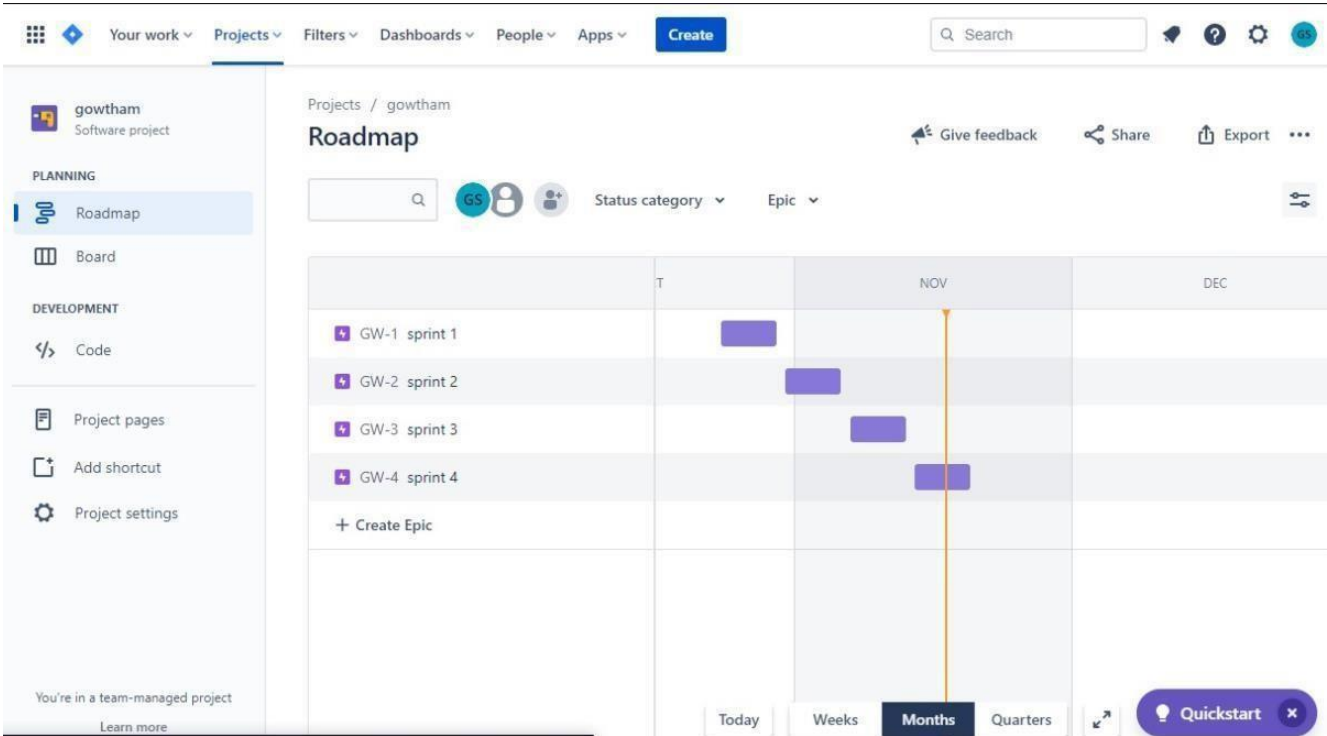 Your work Projects Filters Dashboards People Apps Create Search GS
gowtham
Software project
PLANNING
Roadmap
Board
DEVELOPMENT
Code
Project pages
Add shortcut
Project settings
You're in a team-managed project
Learn more
Projects / gowtham
Roadmap
Give feedback Share Export
GS Status category Epic
T NOV DEC
GW-1 sprint 1
GW-2 sprint 2
GW-3 sprint 3
GW-4 sprint 4
+ Create Epic
Today Weeks Months Quarters Quickstart